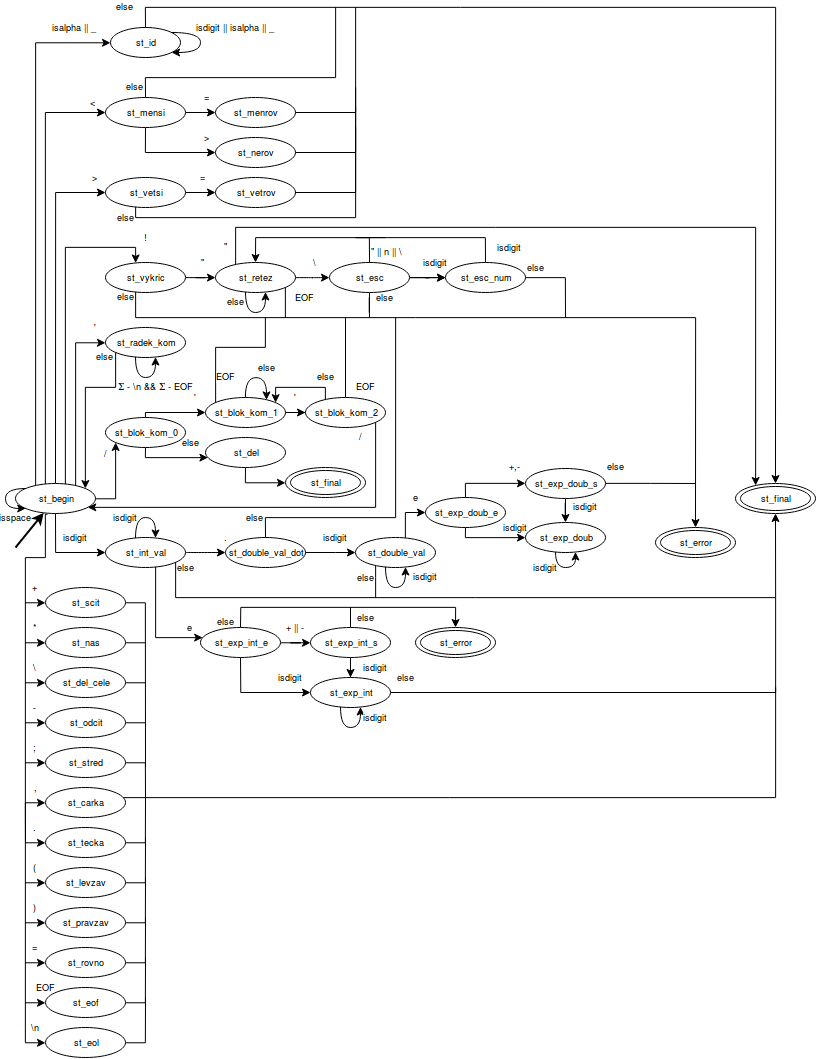 else
isalpha || _
isdigit || isalpha || _
st_id
else
<
=
st_mensi
st_menrov
>
st_nerov
>
=
st_vetsi
st_vetrov
else
!
"
" || n || \
isdigit
"
\
isdigit
else
st_vykric
st_retez
st_esc
st_esc_num
else
else
EOF
else
'
st_radek_kom
else
Σ - \n && Σ - EOF
EOF
else
else
EOF
'
'
st_blok_kom_1
st_blok_kom_2
st_blok_kom_0
/
else
/
st_del
st_final
st_begin
isspace
e
+,-
else
st_exp_doub_s
st_final
isdigit
st_exp_doub_e
isdigit
isdigit
isdigit
else
.
isdigit
st_exp_doub
st_error
st_int_val
st_double_val_dot
st_double_val
else
else
isdigit
isdigit
+
st_scit
else
else
*
e
+ || -
st_nas
st_exp_int_e
st_exp_int_s
st_error
\
isdigit
isdigit
else
st_del_cele
st_exp_int
-
isdigit
st_odcit
;
st_stred
,
st_carka
.
st_tecka
(
st_levzav
)
st_pravzav
=
st_rovno
EOF
st_eof
\n
st_eol